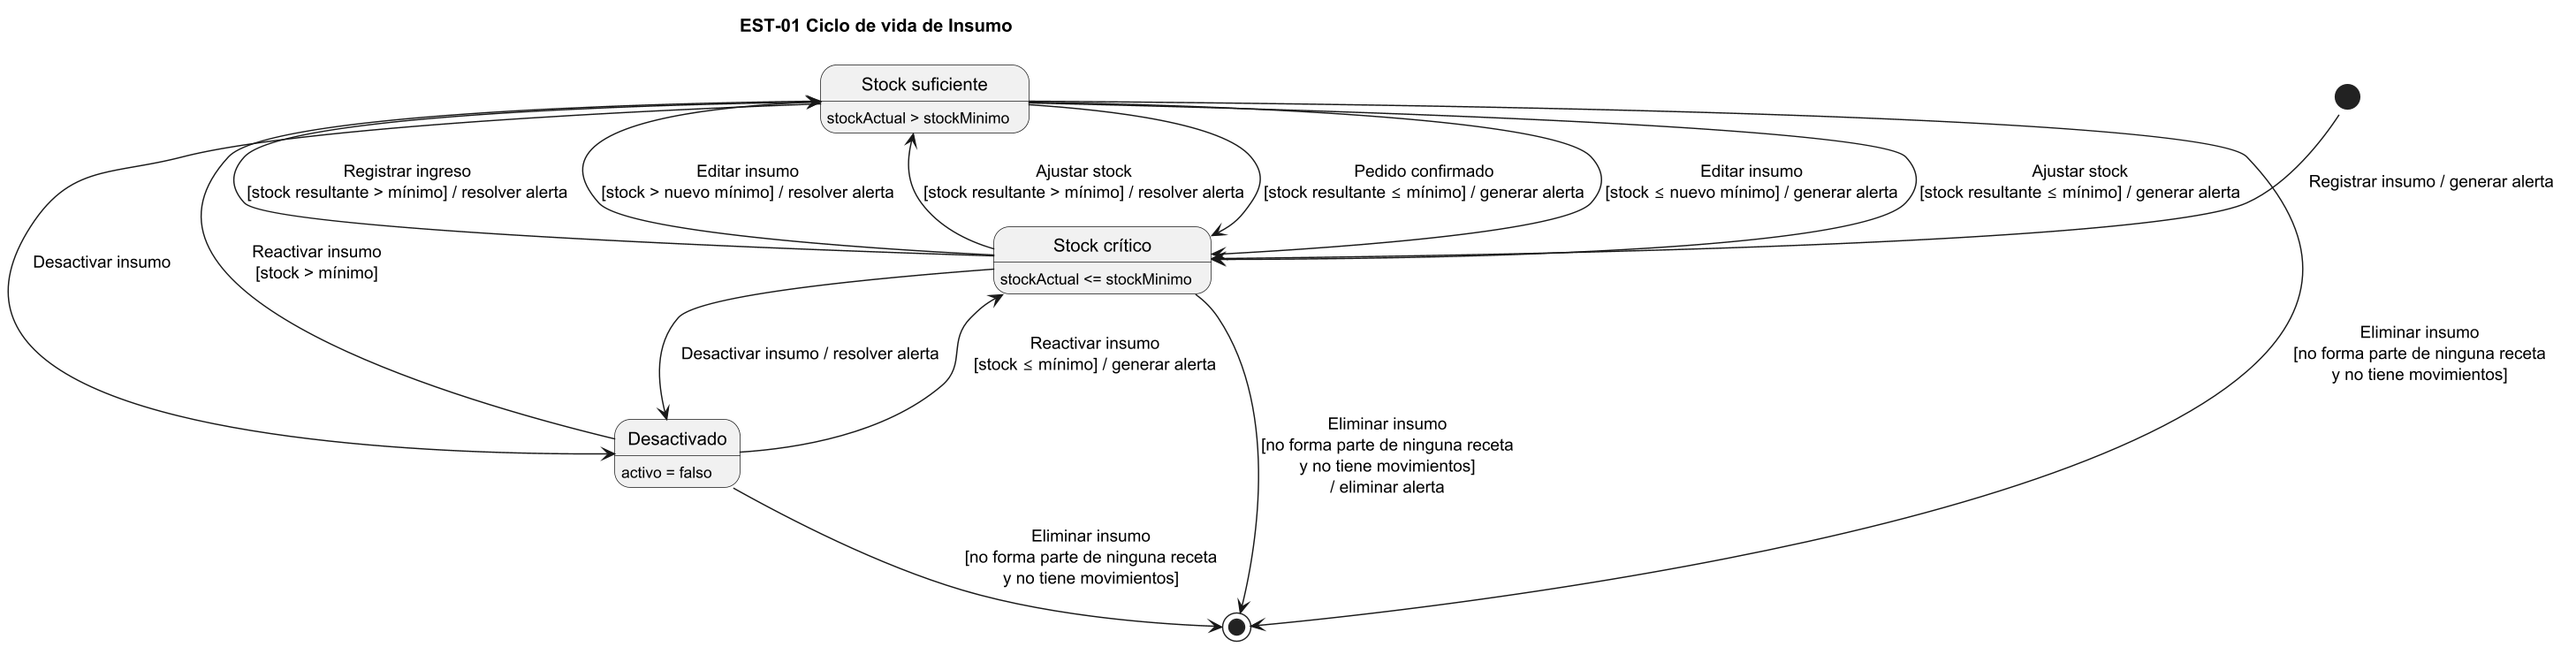 EST-01 Ciclo de vida de Insumo
Stock suficiente
stockActual > stockMinimo
Registrar ingreso
[stock resultante > mínimo] / resolver alerta
Editar insumo
[stock > nuevo mínimo] / resolver alerta
Ajustar stock
[stock resultante > mínimo] / resolver alerta
Pedido confirmado
[stock resultante ≤ mínimo] / generar alerta
Editar insumo
[stock ≤ nuevo mínimo] / generar alerta
Ajustar stock
[stock resultante ≤ mínimo] / generar alerta
Registrar insumo / generar alerta
Desactivar insumo
Reactivar insumo
[stock > mínimo]
Stock crítico
stockActual <= stockMinimo
Desactivar insumo / resolver alerta
Reactivar insumo
[stock ≤ mínimo] / generar alerta
Eliminar insumo
[no forma parte de ninguna receta
y no tiene movimientos]
Desactivado
activo = falso
Eliminar insumo
[no forma parte de ninguna receta
y no tiene movimientos]
/ eliminar alerta
Eliminar insumo
[no forma parte de ninguna receta
y no tiene movimientos]